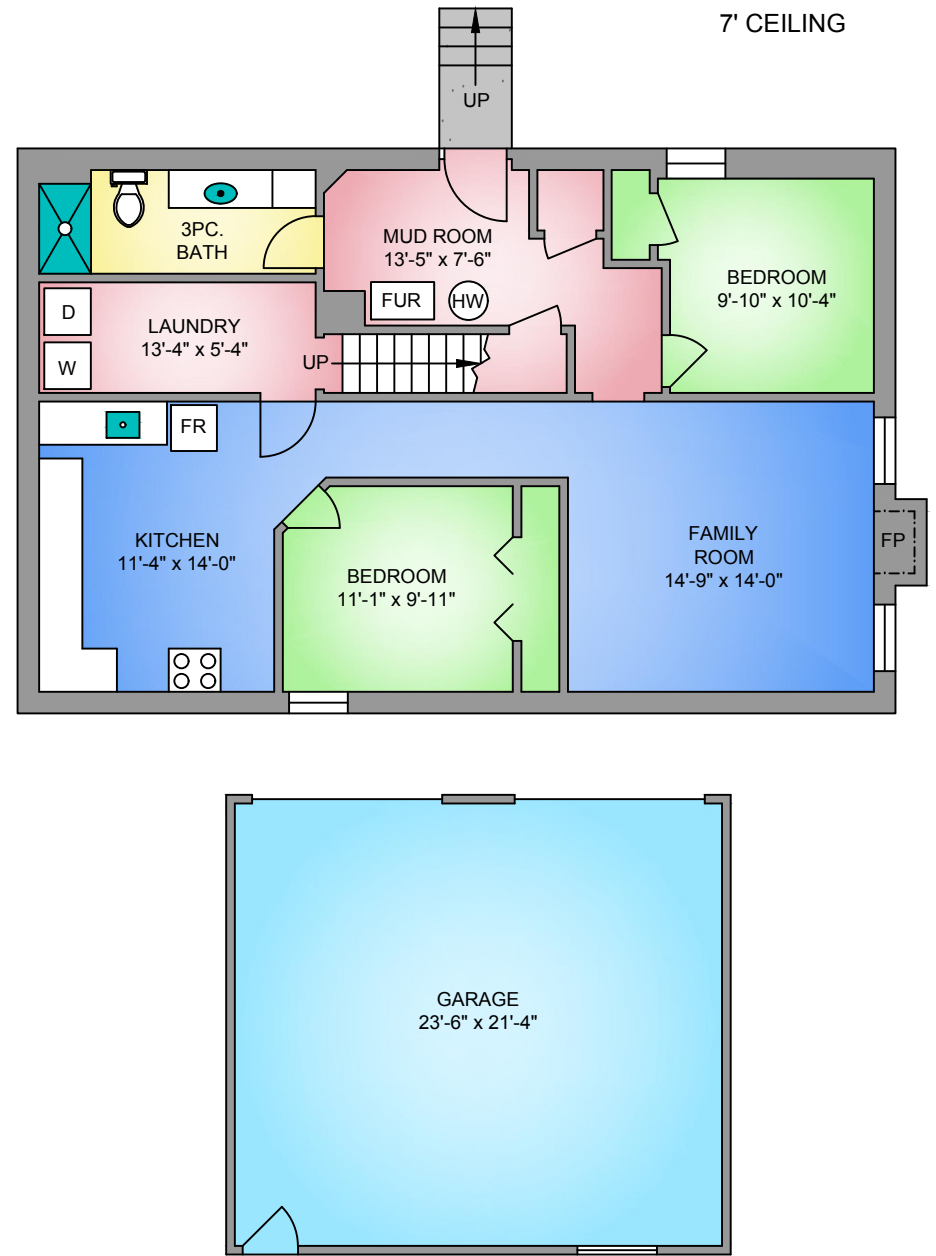 7' CEILING
UP
3PC.
BATH
MUD ROOM
13'-5" x 7'-6"
BEDROOM
9'-10" x 10'-4"
FUR
HW
D
LAUNDRY
13'-4" x 5'-4"
W
UP
FR
KITCHEN
11'-4" x 14'-0"
BEDROOM
11'-1" x 9'-11"
FAMILY
ROOM
14'-9" x 14'-0"
FP
GARAGE
23'-6" x 21'-4"